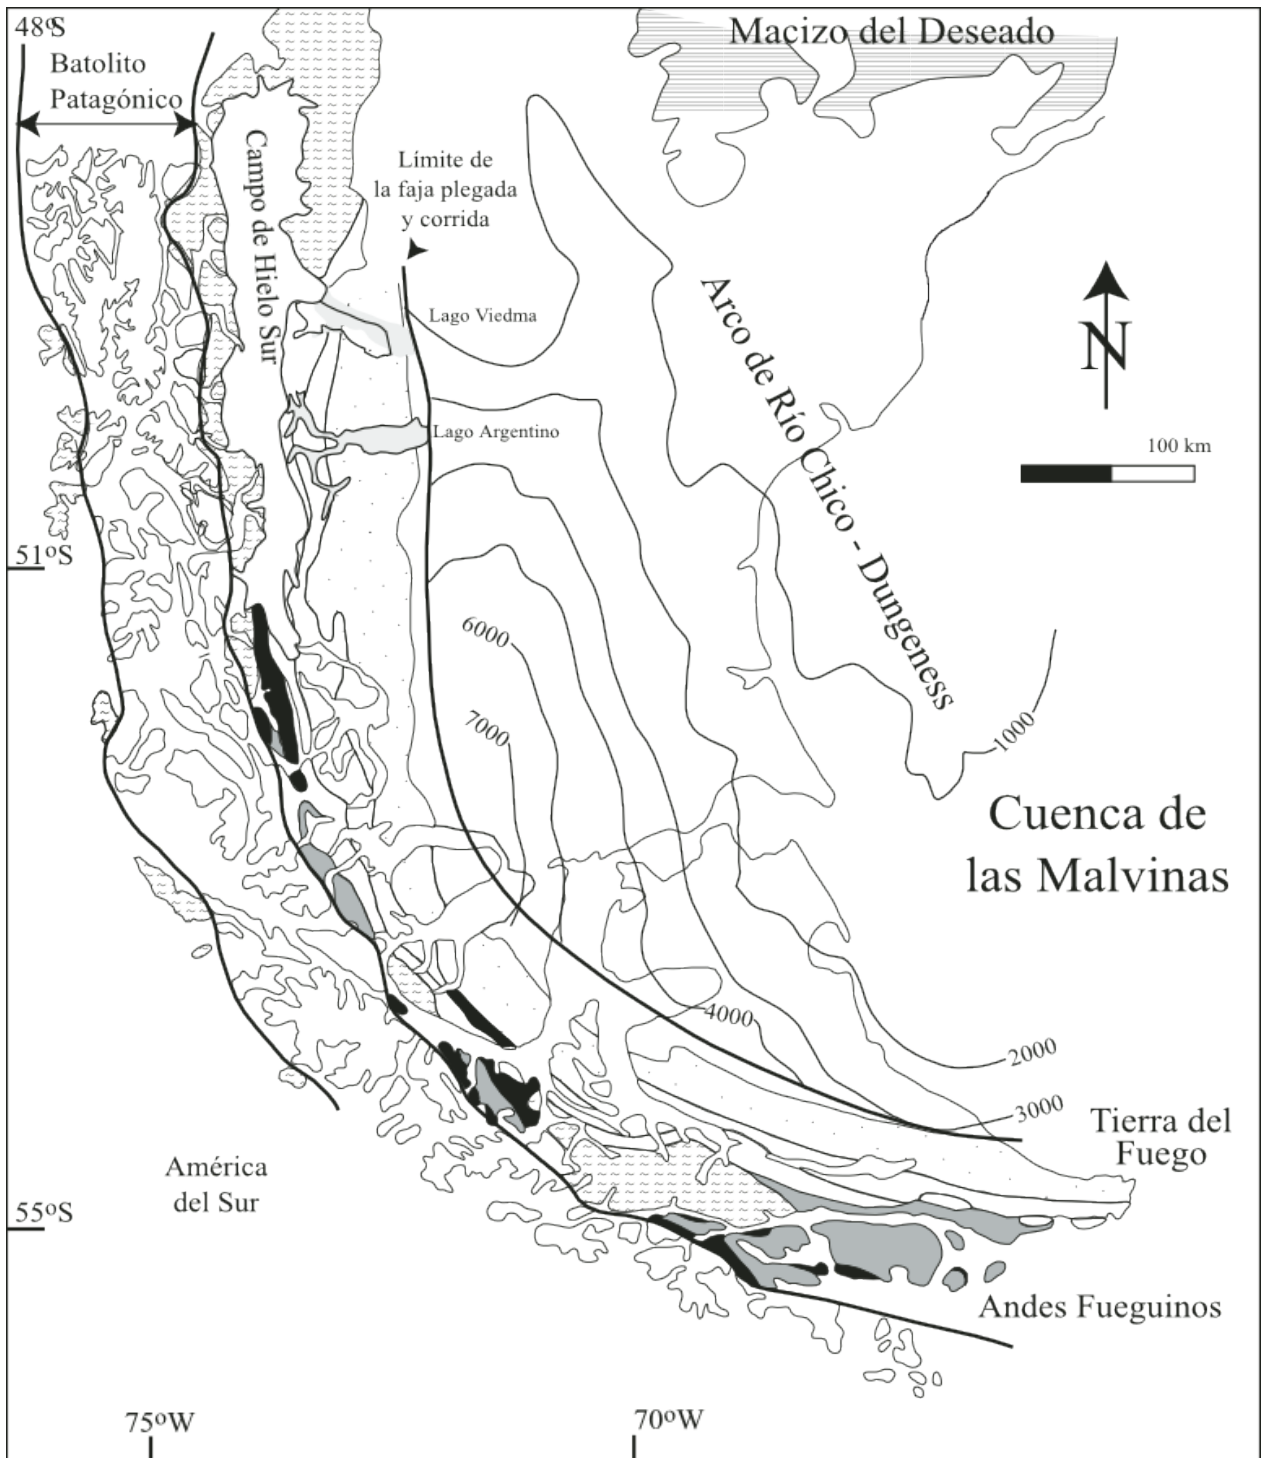 48ºS
Macizo del Deseado
Batolito
Patagónico
Campo de Hielo Sur
Límite de
la faja plegada
y corrida
Lago Viedma
Arco de Río Chico - Dungeness
N
Lago Argentino
100 km
51ºS
6000
7000
1000
Cuenca de
las Malvinas
4000
2000
3000
Tierra del
Fuego
América
del Sur
55ºS
Andes Fueguinos
75ºW
70ºW